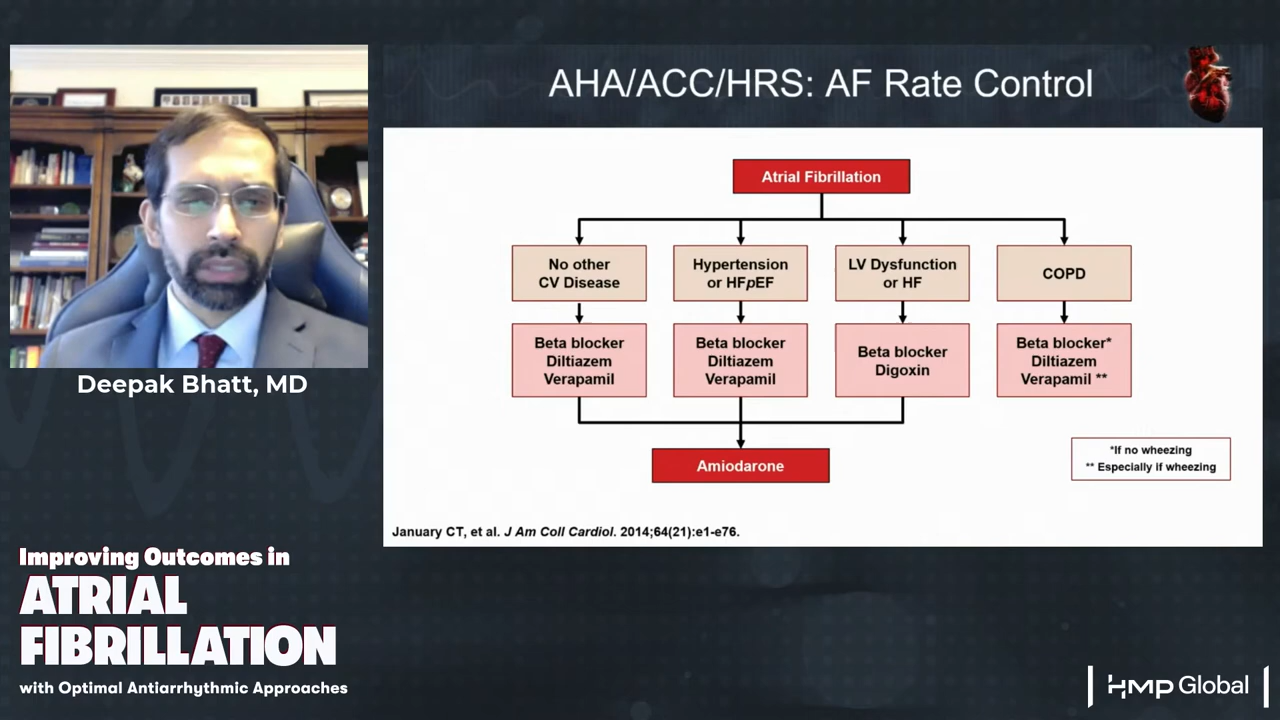 AHA/ACC/HRS: AF Rate Control
Atrial Fibrillation
No other
CV Disease
Hypertension
or HFpEF
LV Dysfunction
or HF
COPD
Beta blocker
Diltiazem
Verapamil
Beta blocker
Diltiazem
Verapamil
Beta blocker
Digoxin
Beta blocker*
Diltiazem
Verapamil **
Amiodarone
*If no wheezing
** Especially if wheezing
January CT, et al. J Am Coll Cardiol. 2014;64(21):e1-e76.
Deepak Bhatt, MD
Improving Outcomes in
ATRIAL
FIBRILLATION
with Optimal Antiarrhythmic Approaches
HMP Global